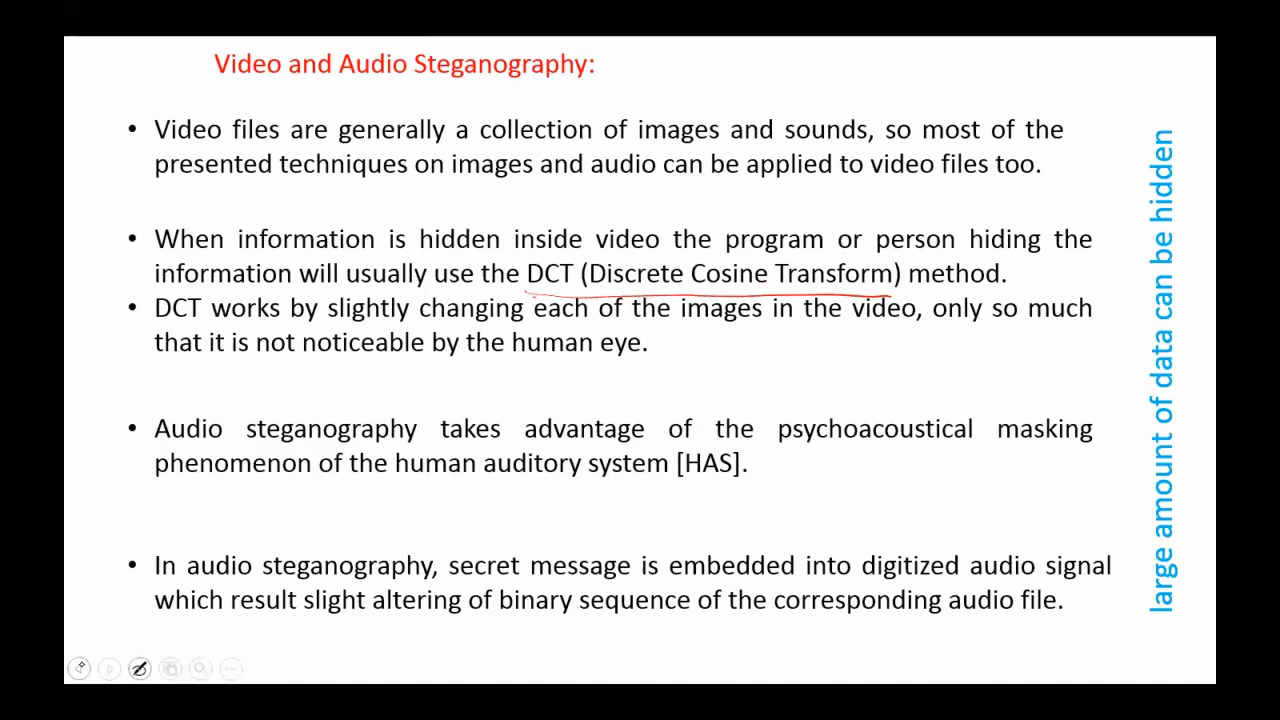 Video and Audio Steganography:
• Video files are generally a collection of images and sounds, so most of the
presented techniques on images and audio can be applied to video files too.
• When information is hidden inside video the program or person hiding the
information will usually use the DCT (Discrete Cosine Transform) method.
• DCT works by slightly changing each of the images in the video, only so much
that it is not noticeable by the human eye.
• Audio steganography takes advantage of the psychoacoustical masking
phenomenon of the human auditory system [HAS].
• In audio steganography, secret message is embedded into digitized audio signal
which result slight altering of binary sequence of the corresponding audio file.
large amount of data can be hidden